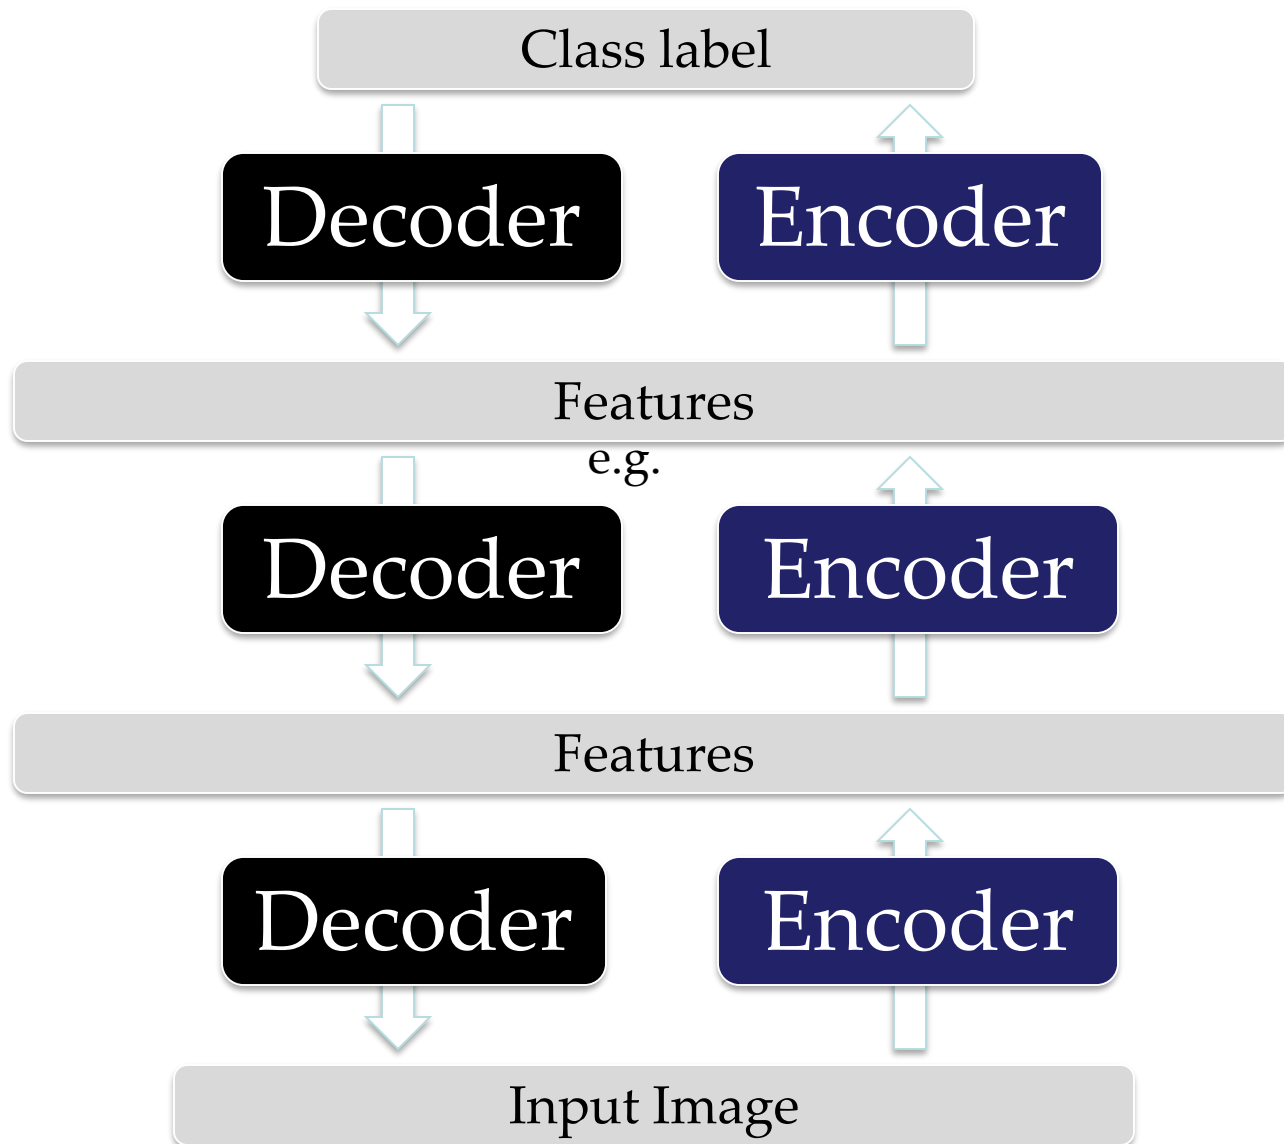 Class label
Decoder
Encoder
Features
e.g.
Decoder
Encoder
Features
Decoder
Encoder
Input Image